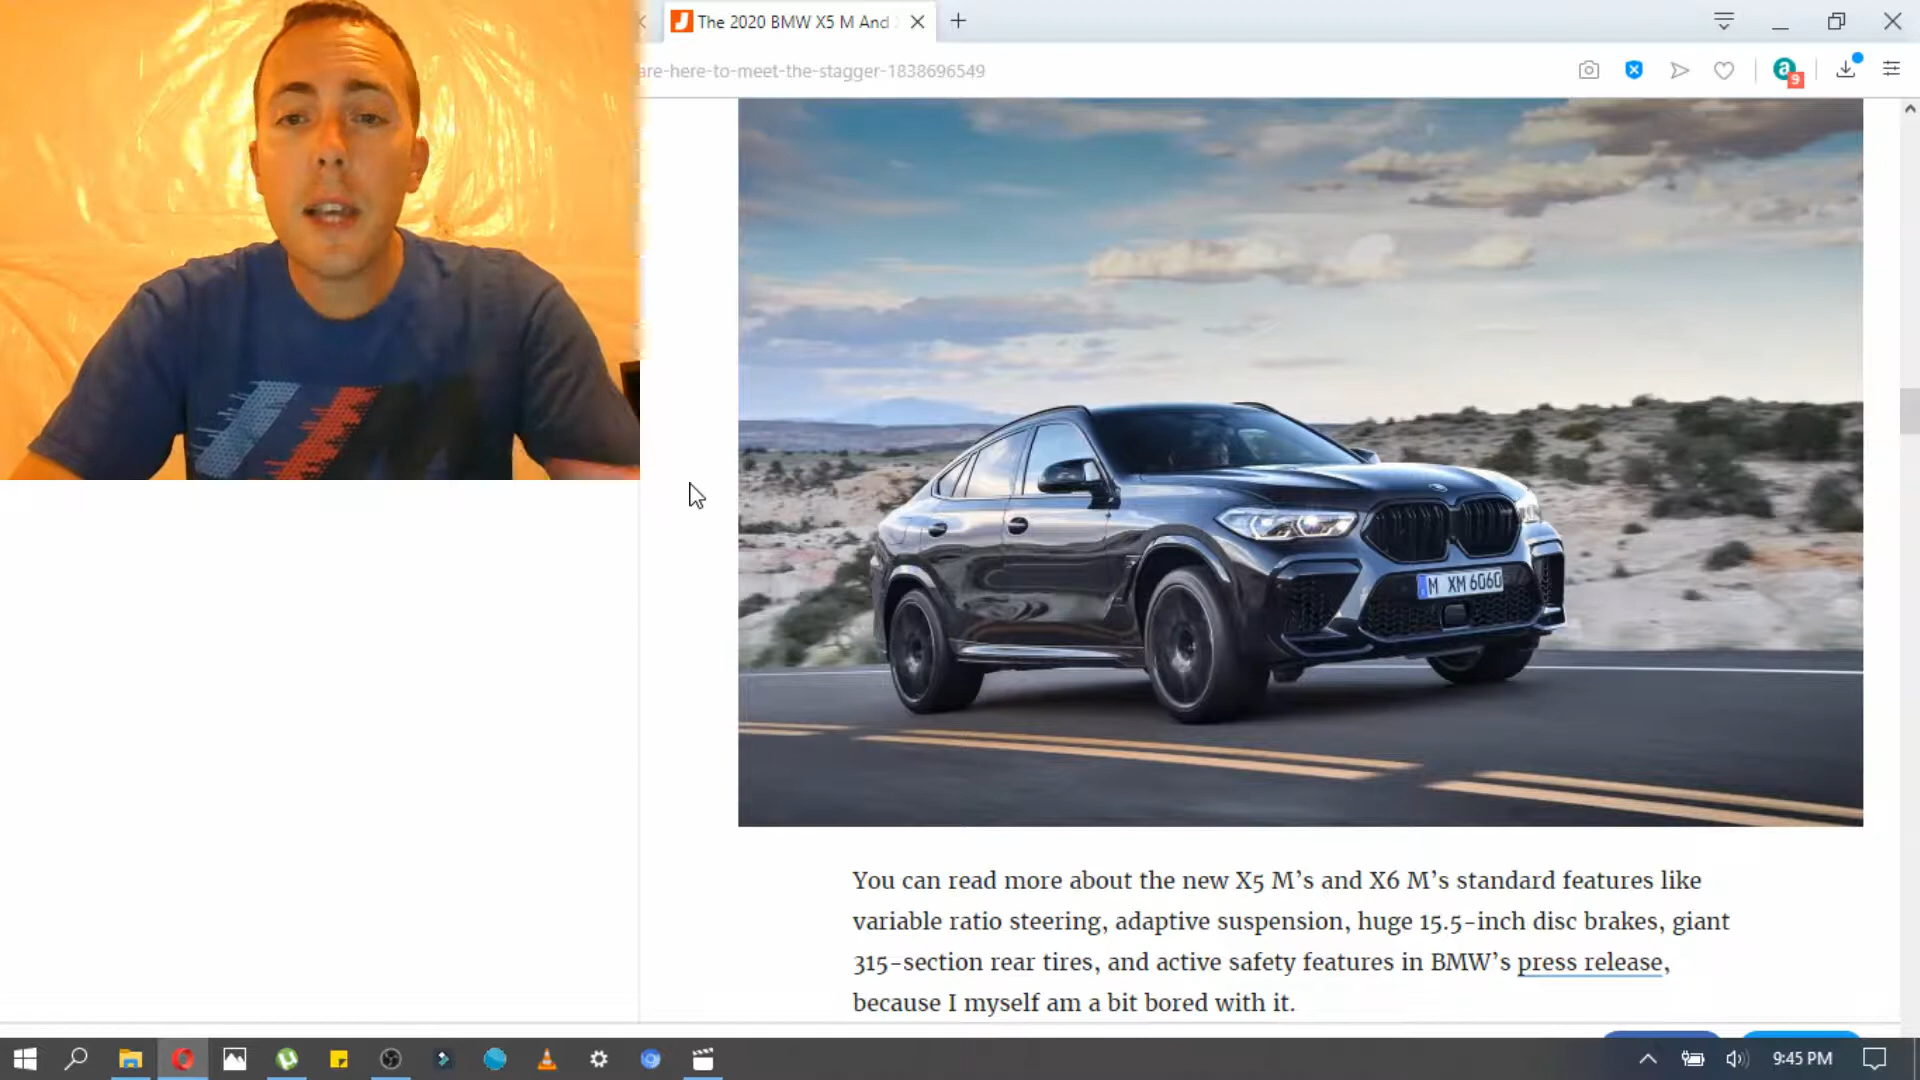 The 2020 BMW X5 M And
are-here-to-meet-the-stagger-1838696549
a
9
M
M XM 6060
You can read more about the new X5 M’s and X6 M’s standard features like
variable ratio steering, adaptive suspension, huge 15.5-inch disc brakes, giant
315-section rear tires, and active safety features in BMW’s press release,
because I myself am a bit bored with it.
9:45 PM